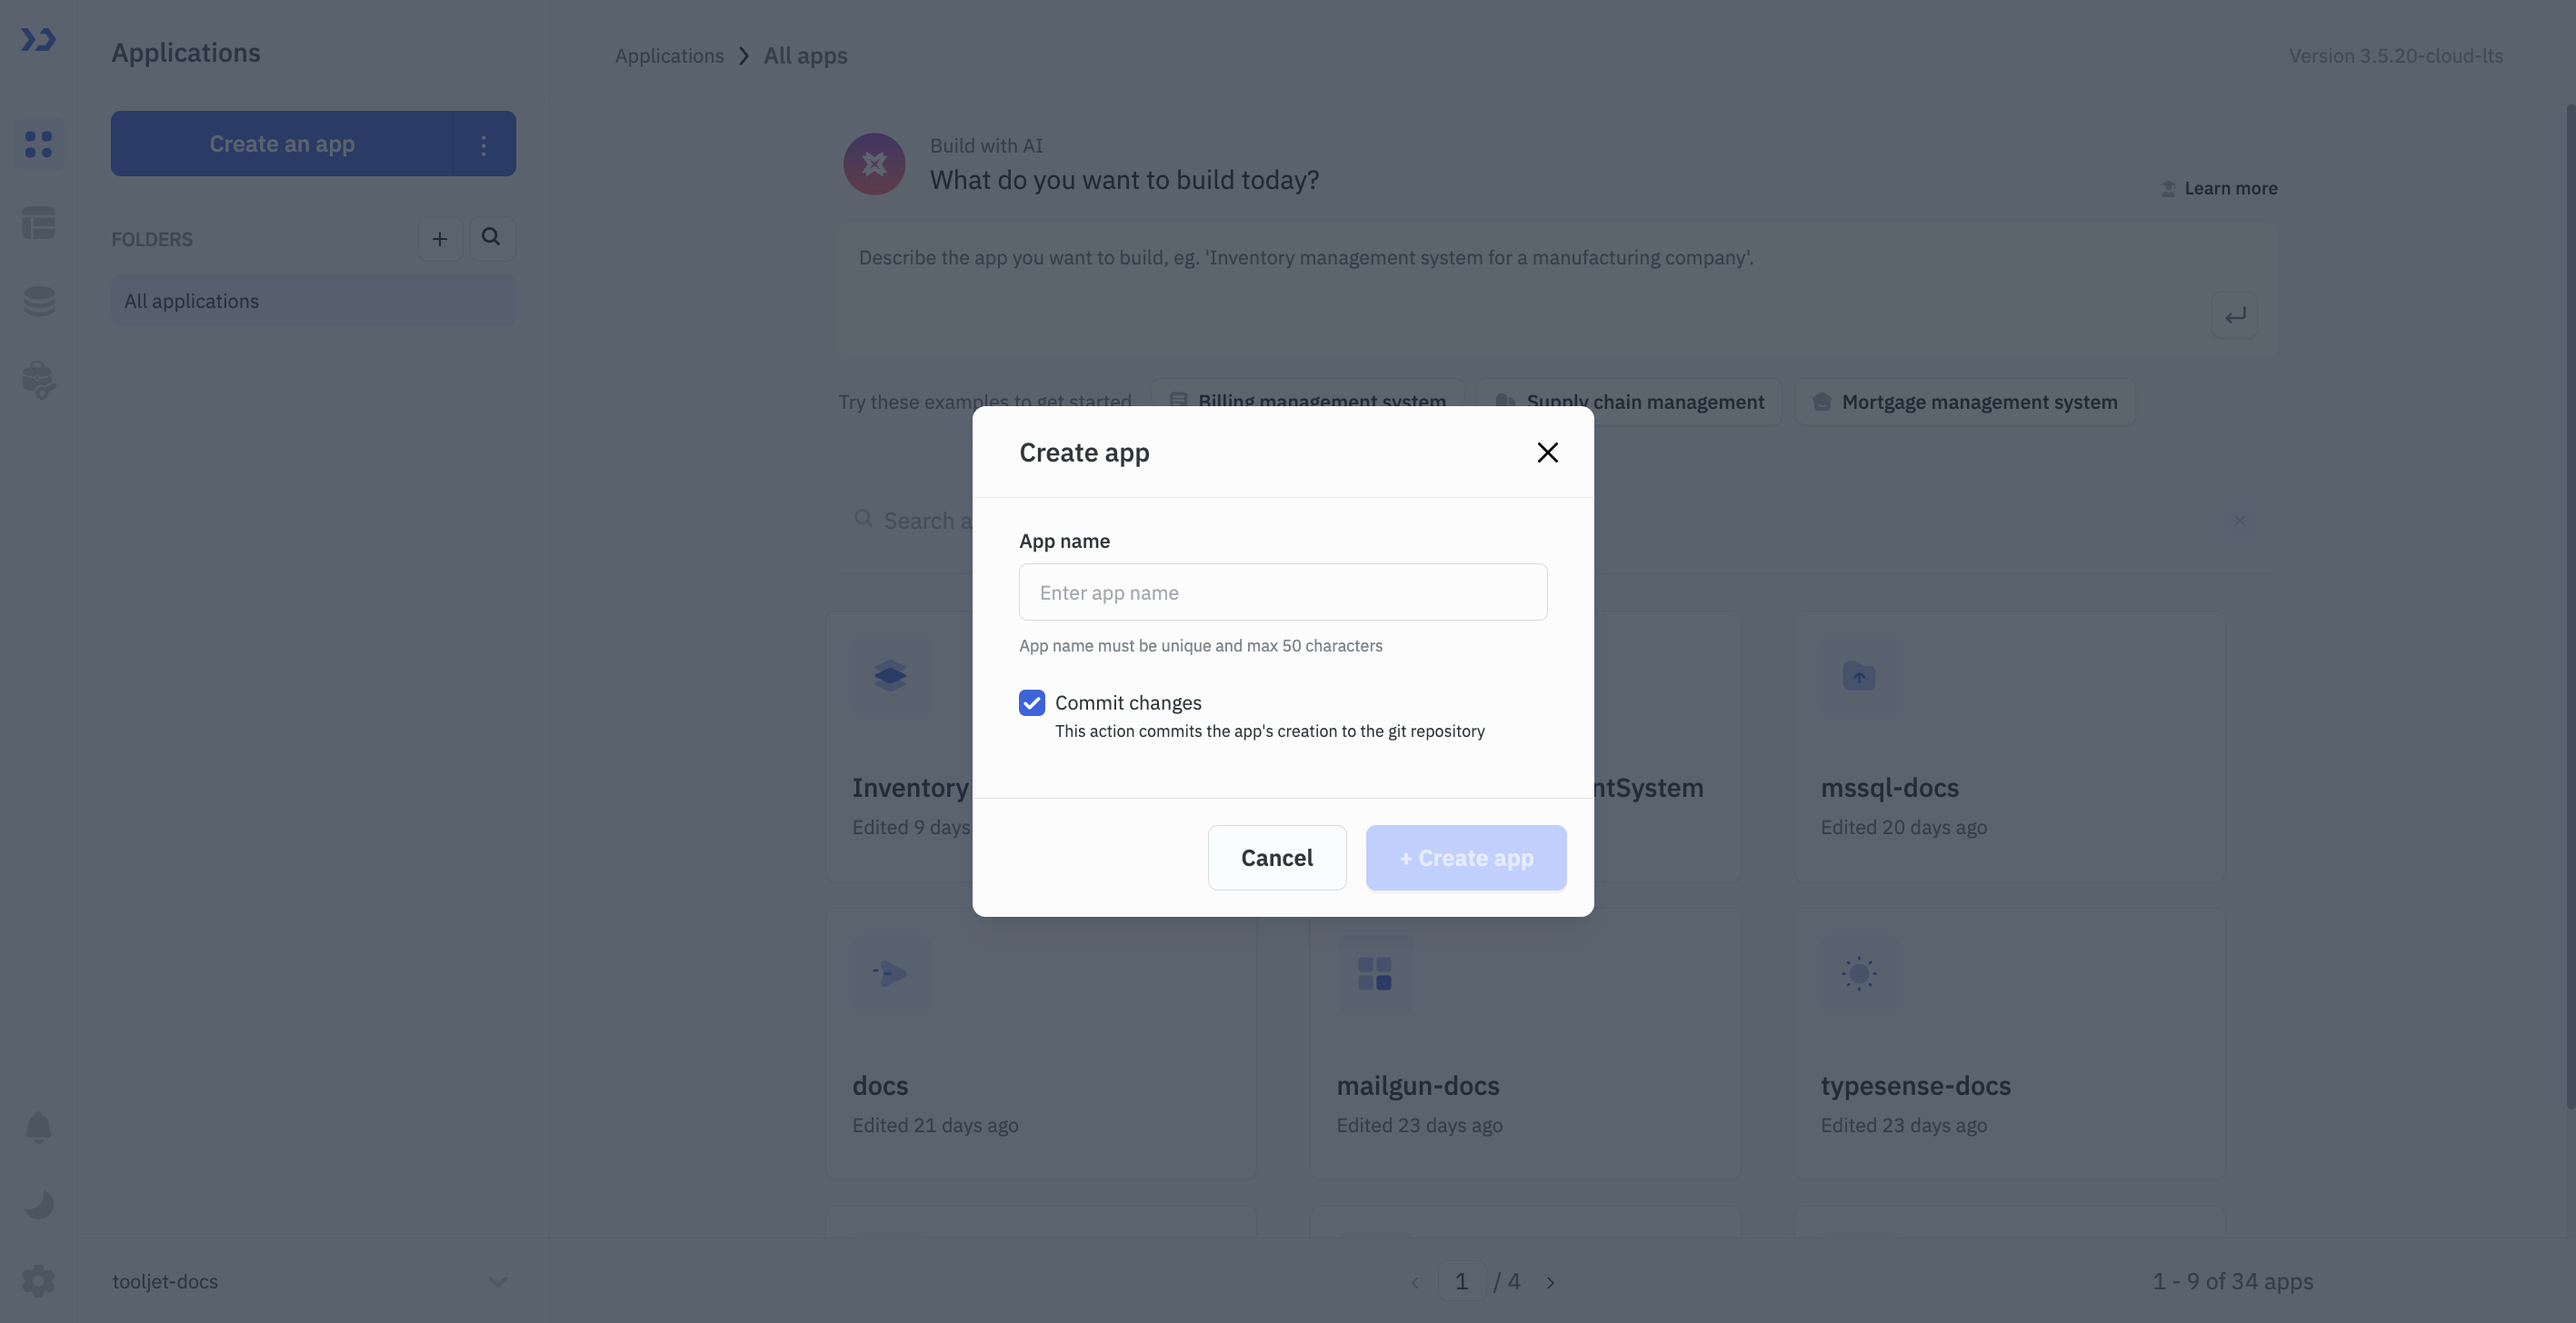 Applications
Create an app
FOLDERS
All applications
tooljet-docs
Applications > All apps
Version 3.5.20-cloud-lts
Build with AI
What do you want to build today?
Learn more
Describe the app you want to build, eg. 'Inventory management system for a manufacturing company'.
Try these examples to get started
Billing management system
Supply chain management
Mortgage management system
Search
Create app
App name
Enter app name
App name must be unique and max 50 characters
Commit changes
This action commits the app's creation to the git repository
Cancel
+ Create app
Inventory
Edited 9 days
ntSystem
mssql-docs
Edited 20 days ago
docs
Edited 21 days ago
mailgun-docs
Edited 23 days ago
typesense-docs
Edited 23 days ago
1 / 4
1 - 9 of 34 apps